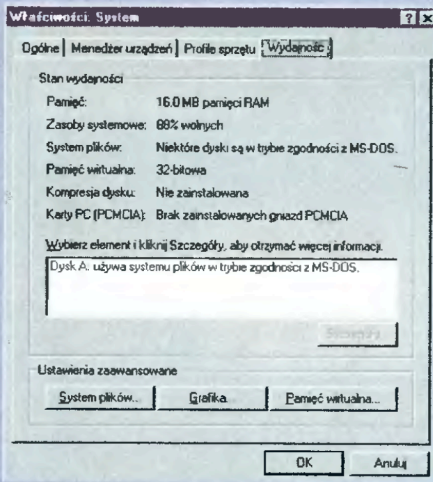 Właściwości: System
Ogólne Menedżer urządzeń Profile sprzętu Wydajność
Stan wydajności
Pamięć: 16.0 MB pamięci RAM
Zasoby systemowe: 88% wolnych
System plików: Niektóre dyski są w trybie zgodności z MS-DOS.
Pamięć wirtualna: 32-bitowa
Kompresja dysku: Nie zainstalowana
Karty PC (PCMCIA): Brak zainstalowanych gniazd PCMCIA
Wybierz element i kliknij Szczegóły, aby otrzymać więcej informacji.
Dysk A: używa systemu plików w trybie zgodności z MS-DOS.
Ustawienia zaawansowane
System plików... Grafika Pamięć wirtualna...
OK Anuluj